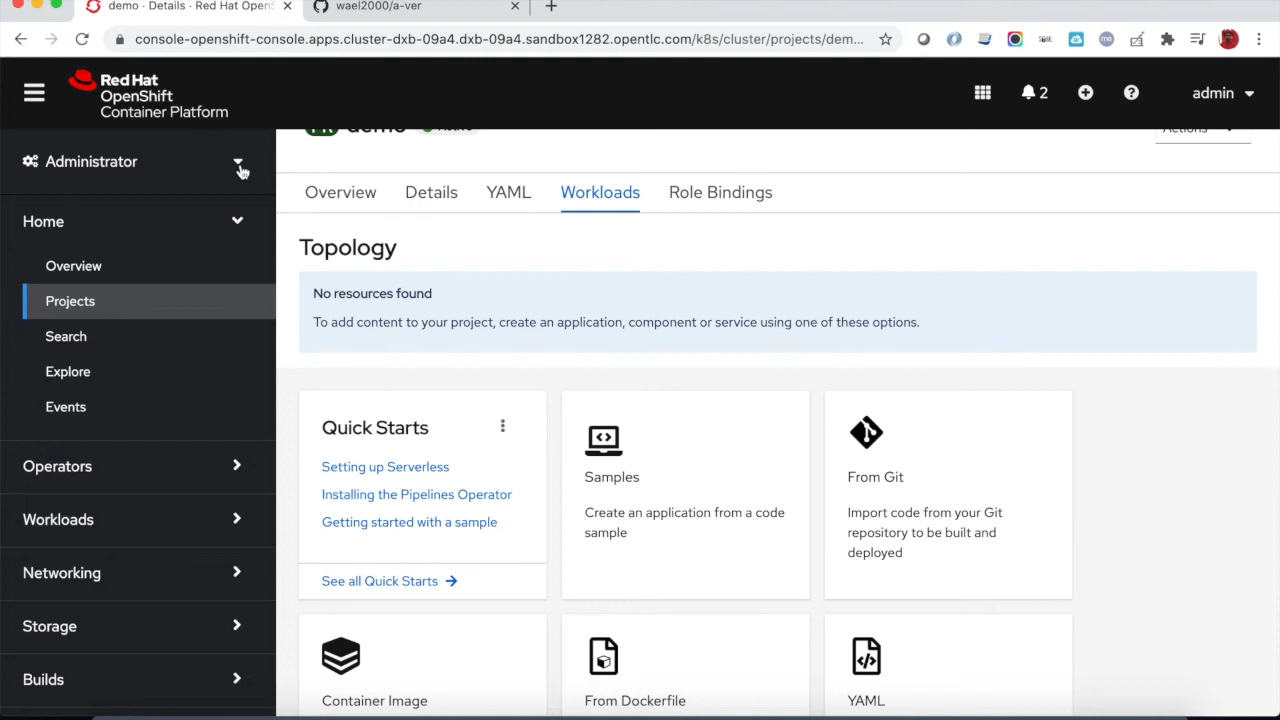 demo · Details · Red Hat OpenS
wael2000/a-ver
console-openshift-console.apps.cluster-dxb-09a4.dxb-09a4.sandbox1282.opentlc.com/k8s/cluster/projects/dem...
Red Hat
OpenShift
Container Platform
2
admin
Administrator
demo
Active
Actions
Overview
Details
YAML
Workloads
Role Bindings
Home
Overview
Projects
Search
Explore
Events
Operators
Workloads
Networking
Storage
Builds
Topology
No resources found
To add content to your project, create an application, component or service using one of these options.
Quick Starts
Setting up Serverless
Installing the Pipelines Operator
Getting started with a sample
See all Quick Starts
Samples
Create an application from a code
sample
From Git
Import code from your Git
repository to be built and
deployed
Container Image
From Dockerfile
YAML